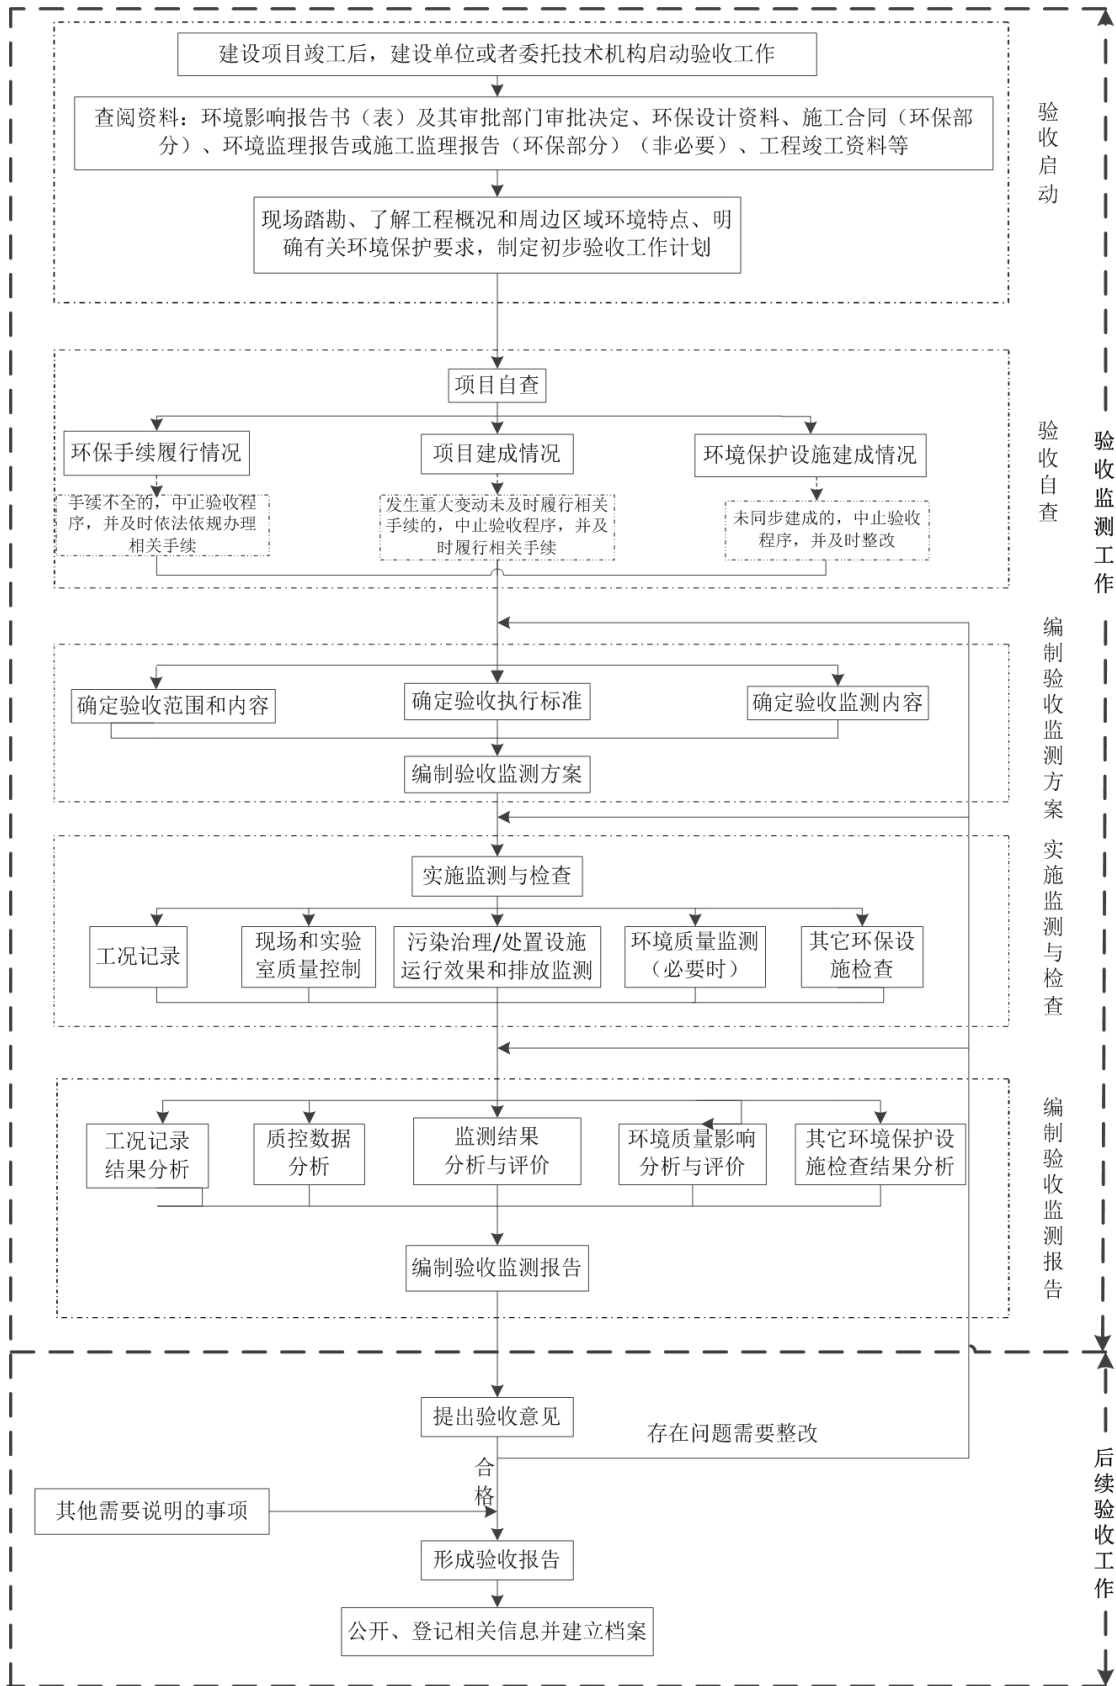 建设项目竣工后，建设单位或者委托技术机构启动验收工作
查阅资料：环境影响报告书（表）及其审批部门审批决定、环保设计资料、施工合同（环保部
分）、环境监理报告或施工监理报告（环保部分）（非必要）、工程竣工资料等
现场踏勘、了解工程概况和周边区域环境特点、明
确有关环境保护要求，制定初步验收工作计划
验收启动
项目自查
环保手续履行情况
项目建成情况
环境保护设施建成情况
手续不全的，中止验收程
序，并及时依法依规办理
相关手续
发生重大变动未及时履行相关
手续的，中止验收程序，并及
时履行相关手续
未同步建成的，中止验收
程序，并及时整改
验收自查
验收监测工作
确定验收范围和内容
确定验收执行标准
确定验收监测内容
编制验收监测方案
编制验收监测方案
实施监测与检查
工况记录
现场和实验
室质量控制
污染治理/处置设施
运行效果和排放监测
环境质量监测
（必要时）
其它环保设
施检查
实施监测与检查
工况记录
结果分析
质控数据
分析
监测结果
分析与评价
环境质量影响
分析与评价
其它环境保护设
施检查结果分析
编制验收监测报告
编制验收监测报告
提出验收意见
存在问题需要整改
合格
其他需要说明的事项
形成验收报告
公开、登记相关信息并建立档案
后续验收工作